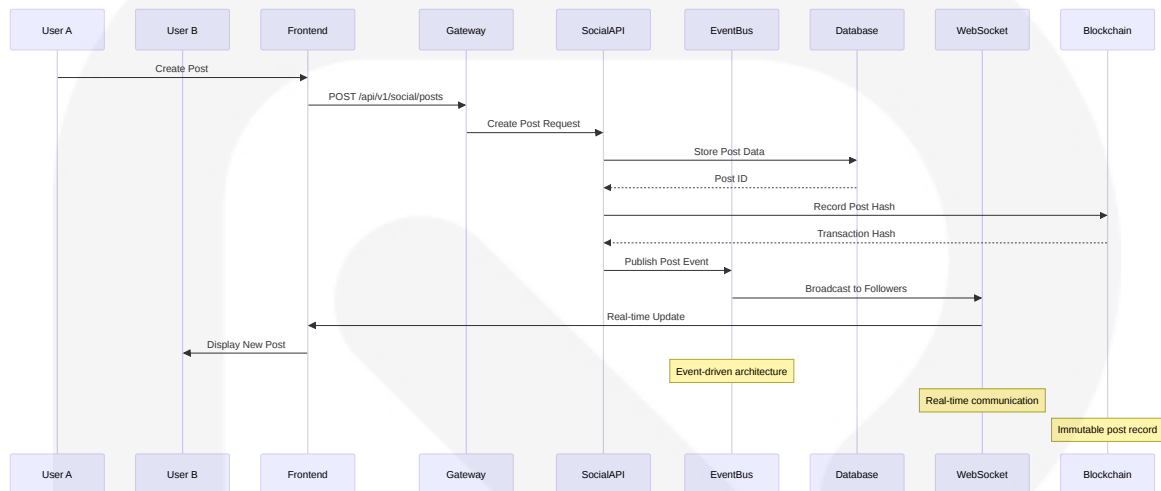 User A
User B
Frontend
Gateway
SocialAPI
EventBus
Database
WebSocket
Blockchain
Create Post
POST /api/v1/social/posts
Create Post Request
Store Post Data
Post ID
Record Post Hash
Transaction Hash
Publish Post Event
Broadcast to Followers
Real-time Update
Display New Post
Event-driven architecture
Real-time communication
Immutable post record
User A
User B
Frontend
Gateway
SocialAPI
EventBus
Database
WebSocket
Blockchain